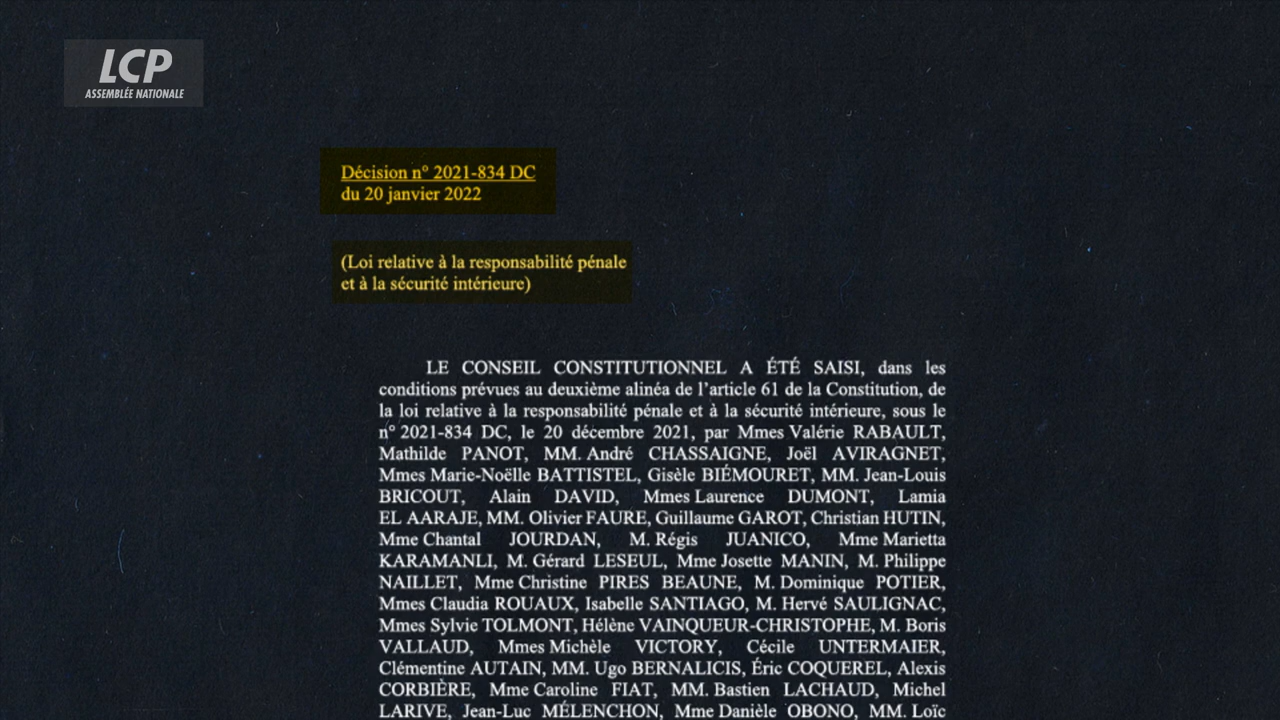 LCP
ASSEMBLÉE NATIONALE
Décision n° 2021-834 DC
du 20 janvier 2022
(Loi relative à la responsabilité pénale
et à la sécurité intérieure)
LE CONSEIL CONSTITUTIONNEL A ÉTÉ SAISI, dans les
conditions prévues au deuxième alinéa de l’article 61 de la Constitution, de
la loi relative à la responsabilité pénale et à la sécurité intérieure, sous le
n° 2021-834 DC, le 20 décembre 2021, par Mmes Valérie RABAULT,
Mathilde PANOT, MM. André CHASSAIGNE, Joël AVIRAGNET,
Mmes Marie-Noëlle BATTISTEL, Gisèle BIÉMOURET, MM. Jean-Louis
BRICOUT, Alain DAVID, Mmes Laurence DUMONT, Lamia
EL AARAJE, MM. Olivier FAURE, Guillaume GAROT, Christian HUTIN,
Mme Chantal JOURDAN, M. Régis JUANICO, Mme Marietta
KARAMANLI, M. Gérard LESEUL, Mme Josette MANIN, M. Philippe
NAILLET, Mme Christine PIRES BEAUNE, M. Dominique POTIER,
Mmes Claudia ROUAUX, Isabelle SANTIAGO, M. Hervé SAULIGNAC,
Mmes Sylvie TOLMONT, Hélène VAINQUEUR-CHRISTOPHE, M. Boris
VALLAUD, Mmes Michèle VICTORY, Cécile UNTERMAIER,
Clémentine AUTAIN, MM. Ugo BERNALICIS, Éric COQUEREL, Alexis
CORBIÈRE, Mme Caroline FIAT, MM. Bastien LACHAUD, Michel
LARIVE, Jean-Luc MÉLENCHON, Mme Danièle OBONO, MM. Loïc